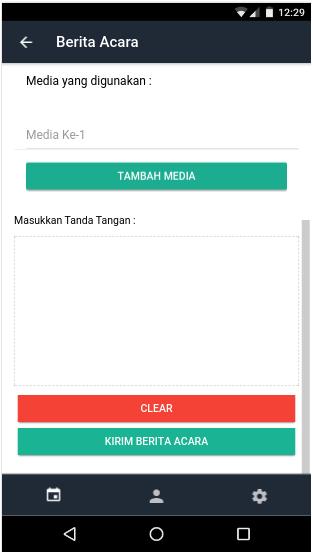 12:29
Berita Acara
Media yang digunakan :
Media Ke-1
TAMBAH MEDIA
Masukkan Tanda Tangan :
CLEAR
KIRIM BERITA ACARA